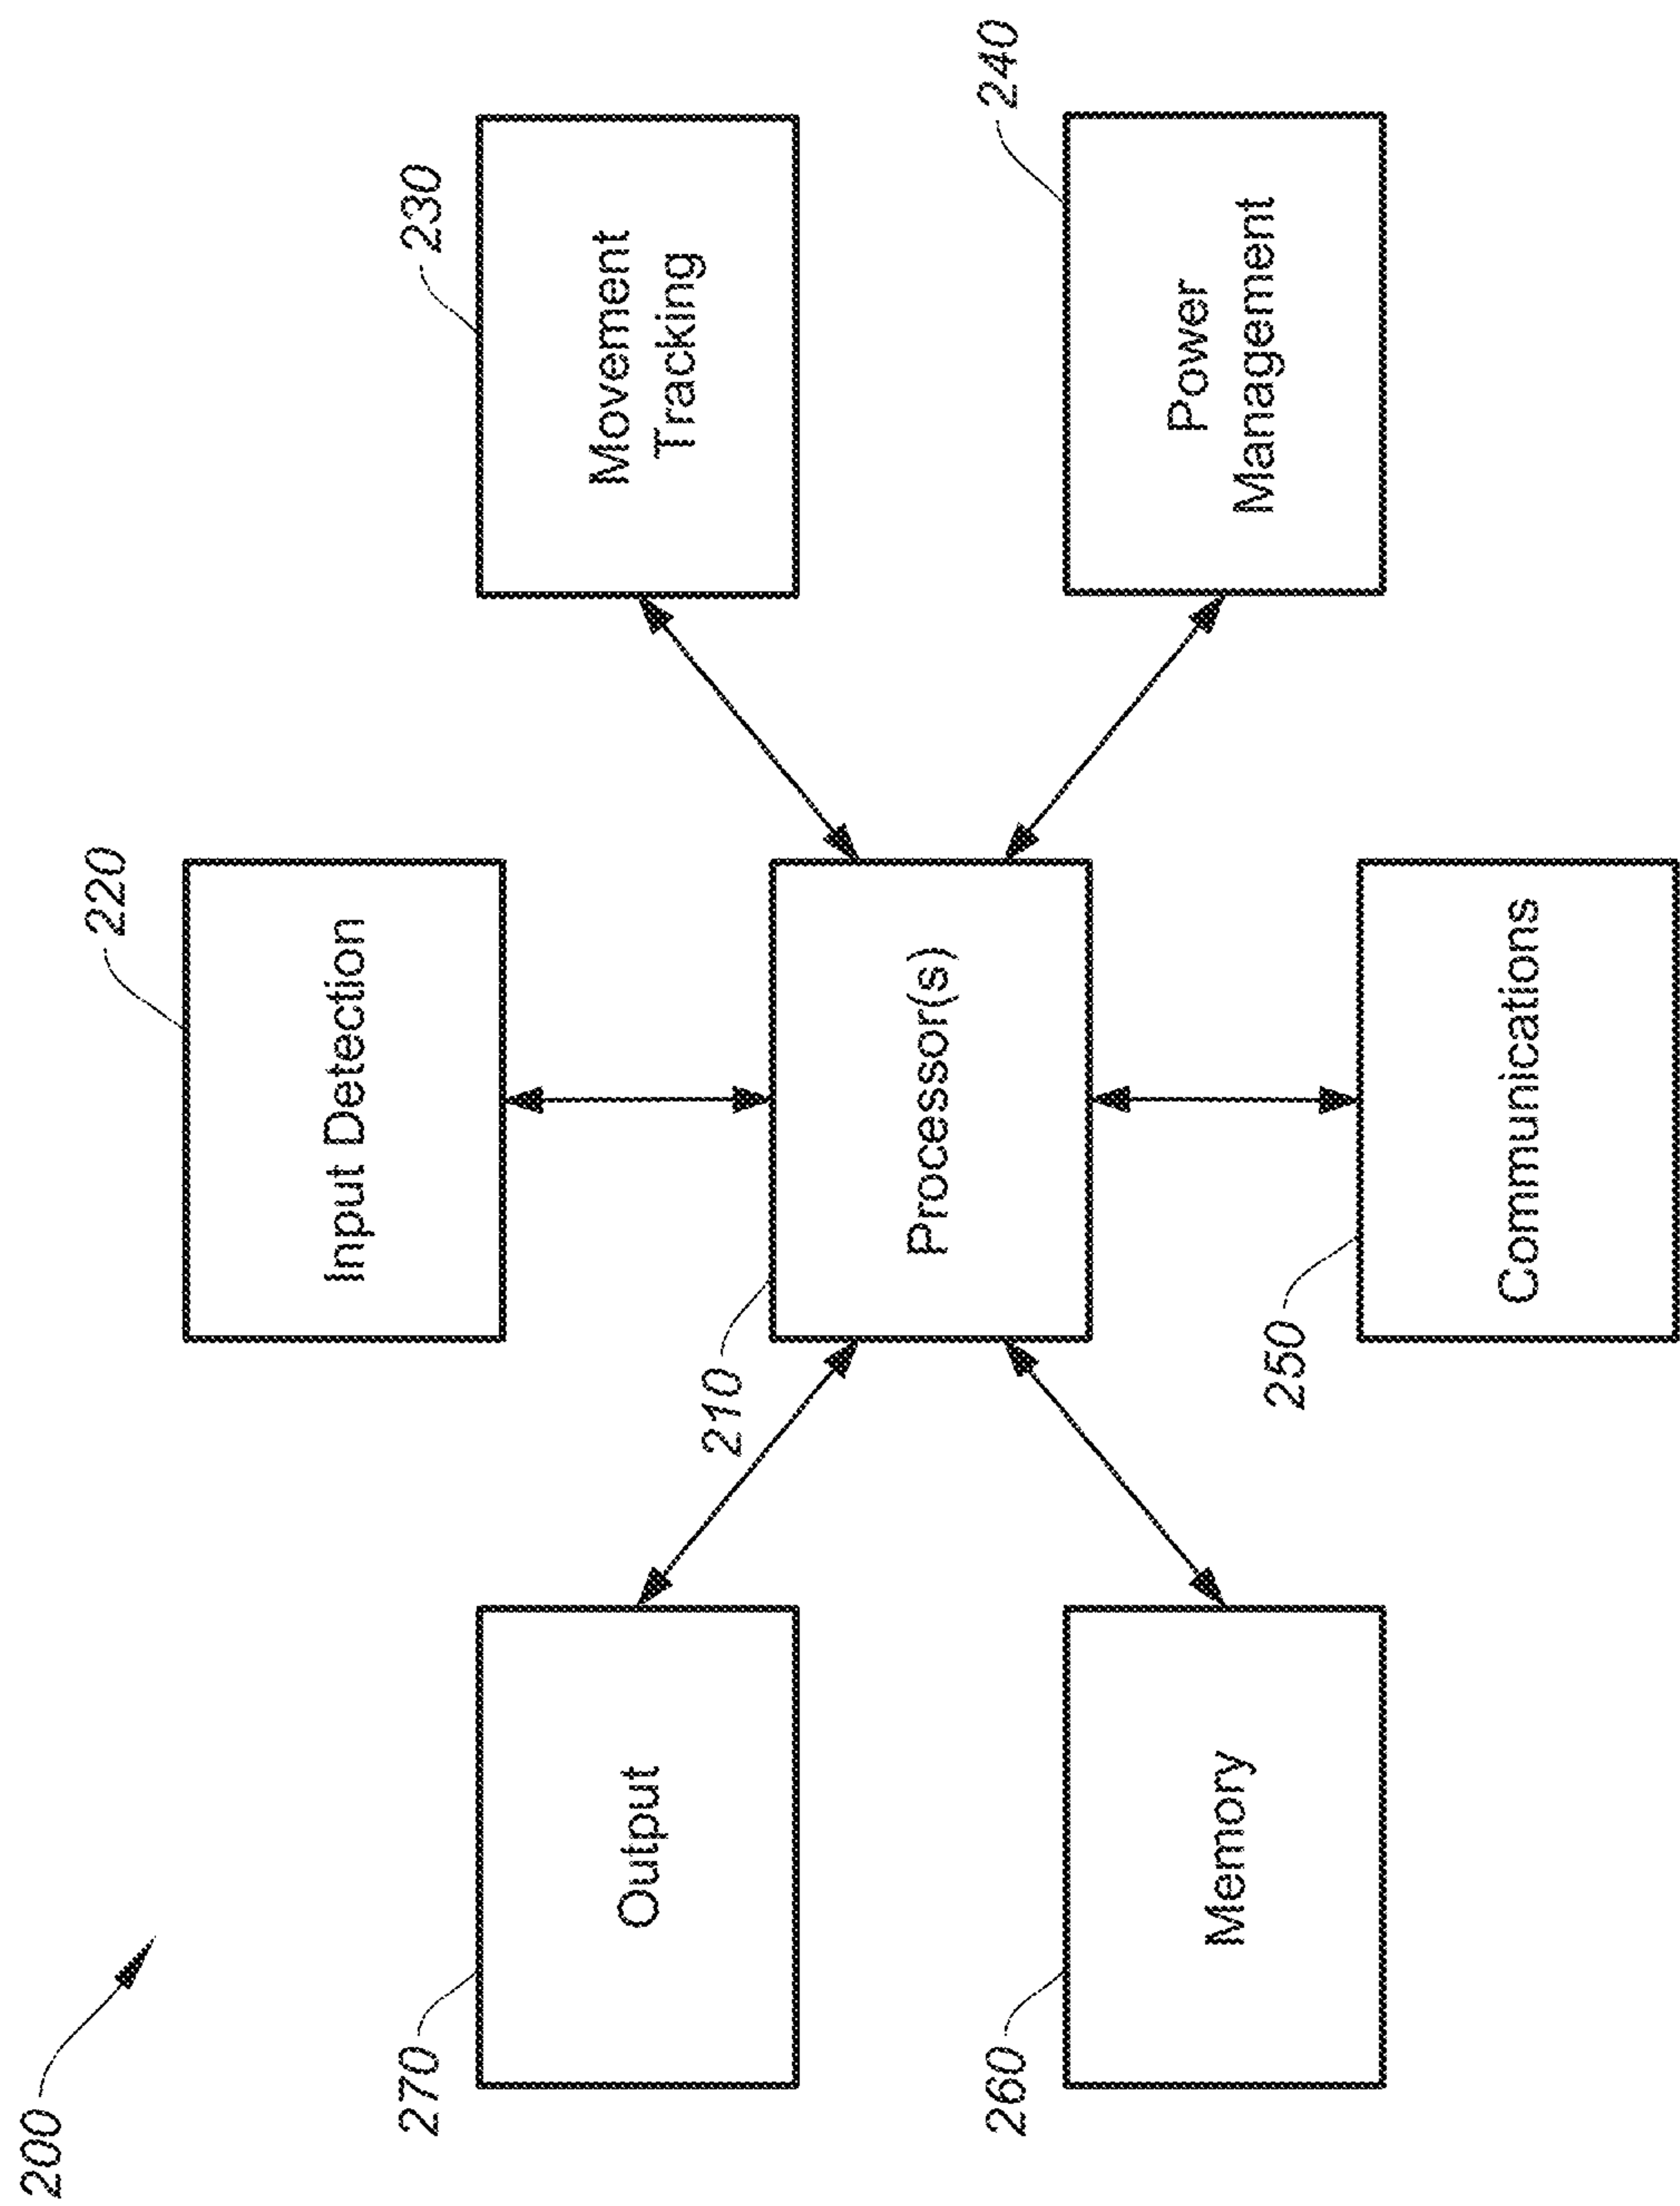 200
220
Input Detection
270
Output
230
Movement
Tracking
210
Processor(s)
260
Memory
240
Power
Management
250
Communications